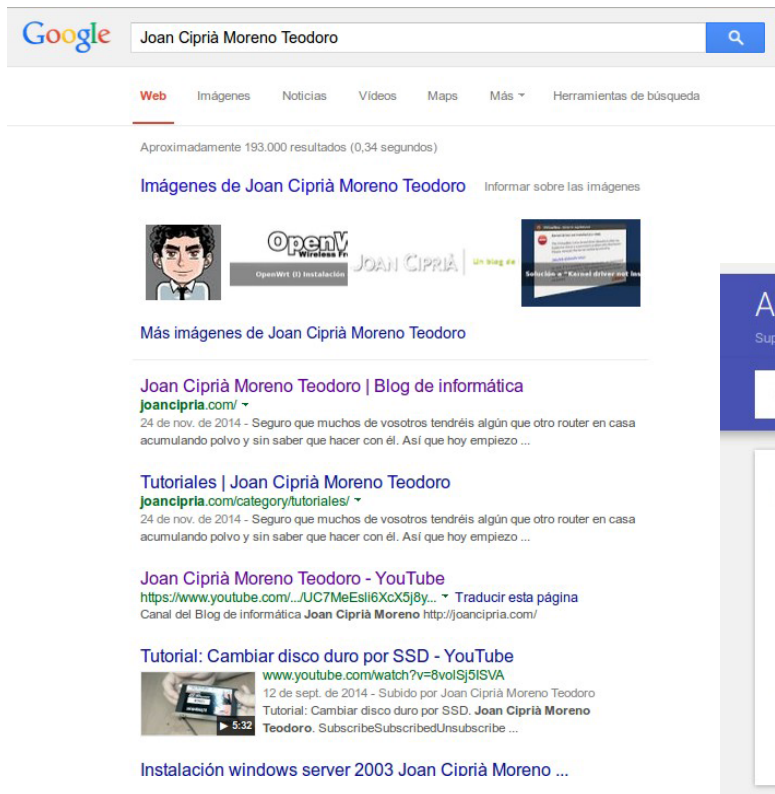 Google
Joan Ciprià Moreno Teodoro
Web Imágenes Noticias Vídeos Maps Más Herramientas de búsqueda
Aproximadamente 193.000 resultados (0,34 segundos)
Imágenes de Joan Ciprià Moreno Teodoro Informar sobre las imágenes
OpenW
Wireless Fr
OpenWrt (I) Instalación
JOAN CIPRIÀ
Un blog de
Solución a "Kernel driver not ins
Más imágenes de Joan Ciprià Moreno Teodoro
Joan Ciprià Moreno Teodoro | Blog de informática
joancipria.com/
24 de nov. de 2014 - Seguro que muchos de vosotros tendréis algún que otro router en casa
acumulando polvo y sin saber que hacer con él. Así que hoy empiezo ...
Tutoriales | Joan Ciprià Moreno Teodoro
joancipria.com/category/tutoriales/
24 de nov. de 2014 - Seguro que muchos de vosotros tendréis algún que otro router en casa
acumulando polvo y sin saber que hacer con él. Así que hoy empiezo ...
Joan Ciprià Moreno Teodoro - YouTube
https://www.youtube.com/.../UC7MeEsli6XcX5j8y... Traducir esta página
Canal del Blog de informática Joan Ciprià Moreno http://joancipria.com/
Tutorial: Cambiar disco duro por SSD - YouTube
www.youtube.com/watch?v=8volSj5ISVA
12 de sept. de 2014 - Subido por Joan Ciprià Moreno Teodoro
Tutorial: Cambiar disco duro por SSD. Joan Ciprià Moreno
Teodoro. SubscribeSubscribedUnsubscribe ...
5:32
Instalación windows server 2003 Joan Ciprià Moreno ...
A
Sup